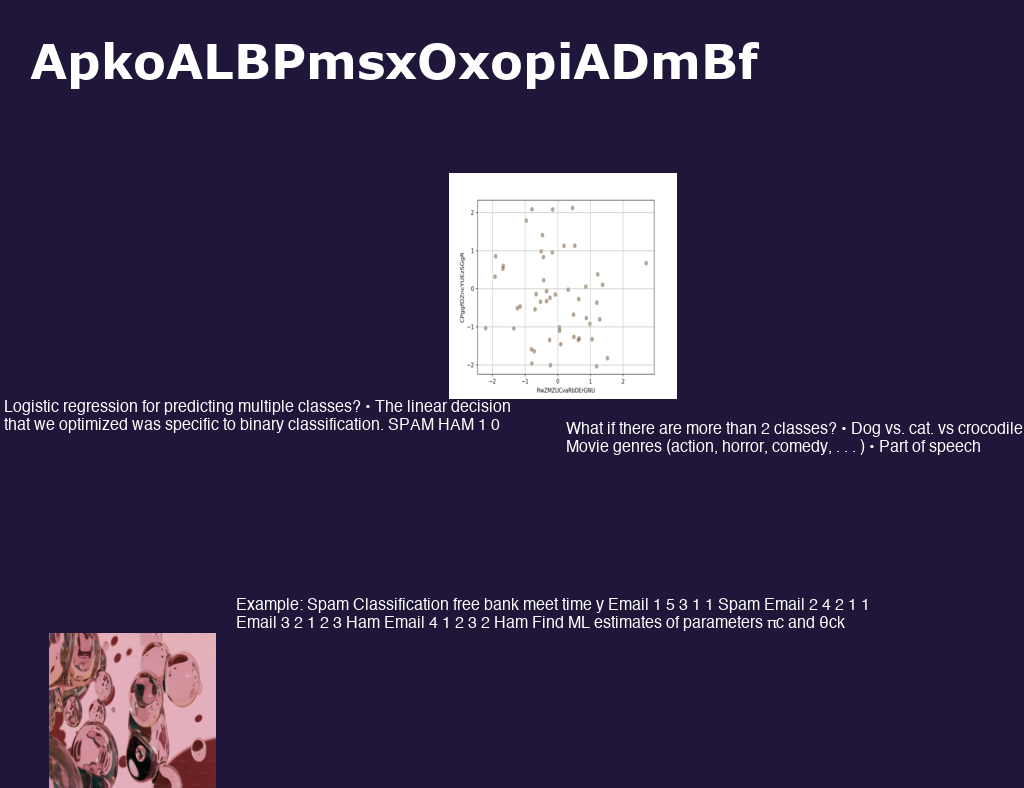 ApkoALBPmsxOxopiADmBf
2
1
0
−1
−2
−2 −1 0 1 2
RwZMZUCvaRbDErGNU
Logistic regression for predicting multiple classes? • The linear decision
that we optimized was specific to binary classification. SPAM HAM 1 0
What if there are more than 2 classes? • Dog vs. cat. vs crocodile
Movie genres (action, horror, comedy, . . . ) • Part of speech
Example: Spam Classification free bank meet time y Email 1 5 3 1 1 Spam Email 2 4 2 1 1
Email 3 2 1 2 3 Ham Email 4 1 2 3 2 Ham Find ML estimates of parameters πc and θck